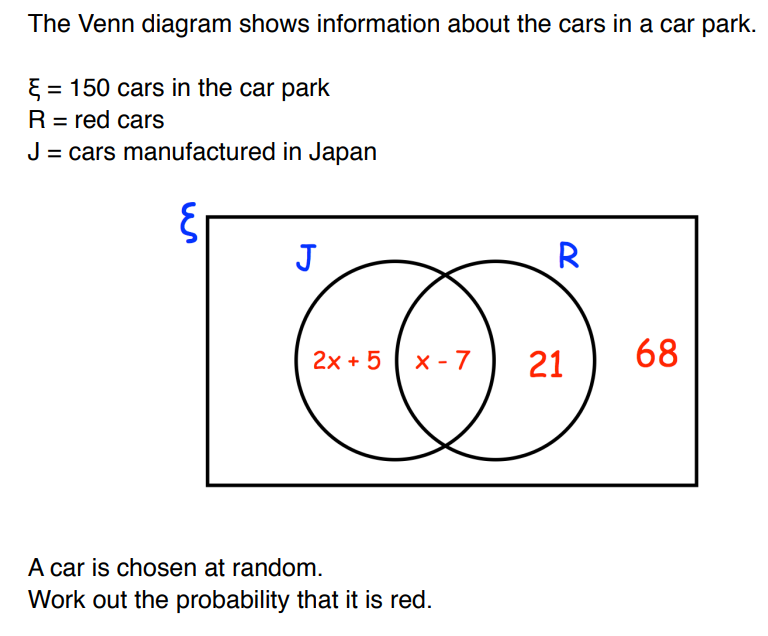 The Venn diagram shows information about the cars in a car park.
ξ = 150 cars in the car park
R = red cars
J = cars manufactured in Japan
ξ
J R
2x + 5 x - 7 21 68
A car is chosen at random.
Work out the probability that it is red.